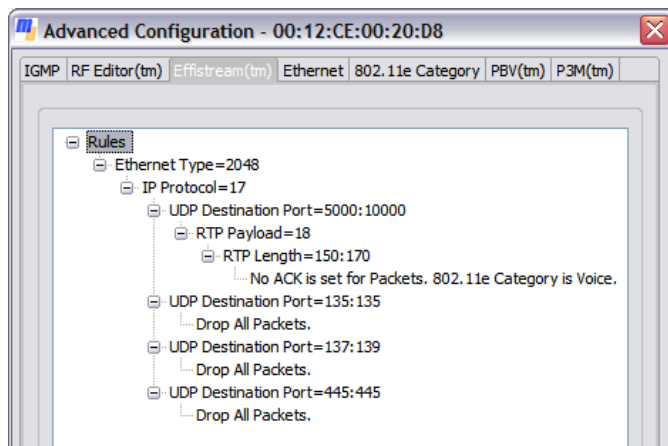 Advanced Configuration - 00:12:CE:00:20:D8
IGMP RF Editor(tm) Effistream(tm) Ethernet 802.11e Category PBV(tm) P3M(tm)
Rules
Ethernet Type=2048
IP Protocol=17
UDP Destination Port=5000:10000
RTP Payload=18
RTP Length=150:170
No ACK is set for Packets. 802.11e Category is Voice.
UDP Destination Port=135:135
Drop All Packets.
UDP Destination Port=137:139
Drop All Packets.
UDP Destination Port=445:445
Drop All Packets.